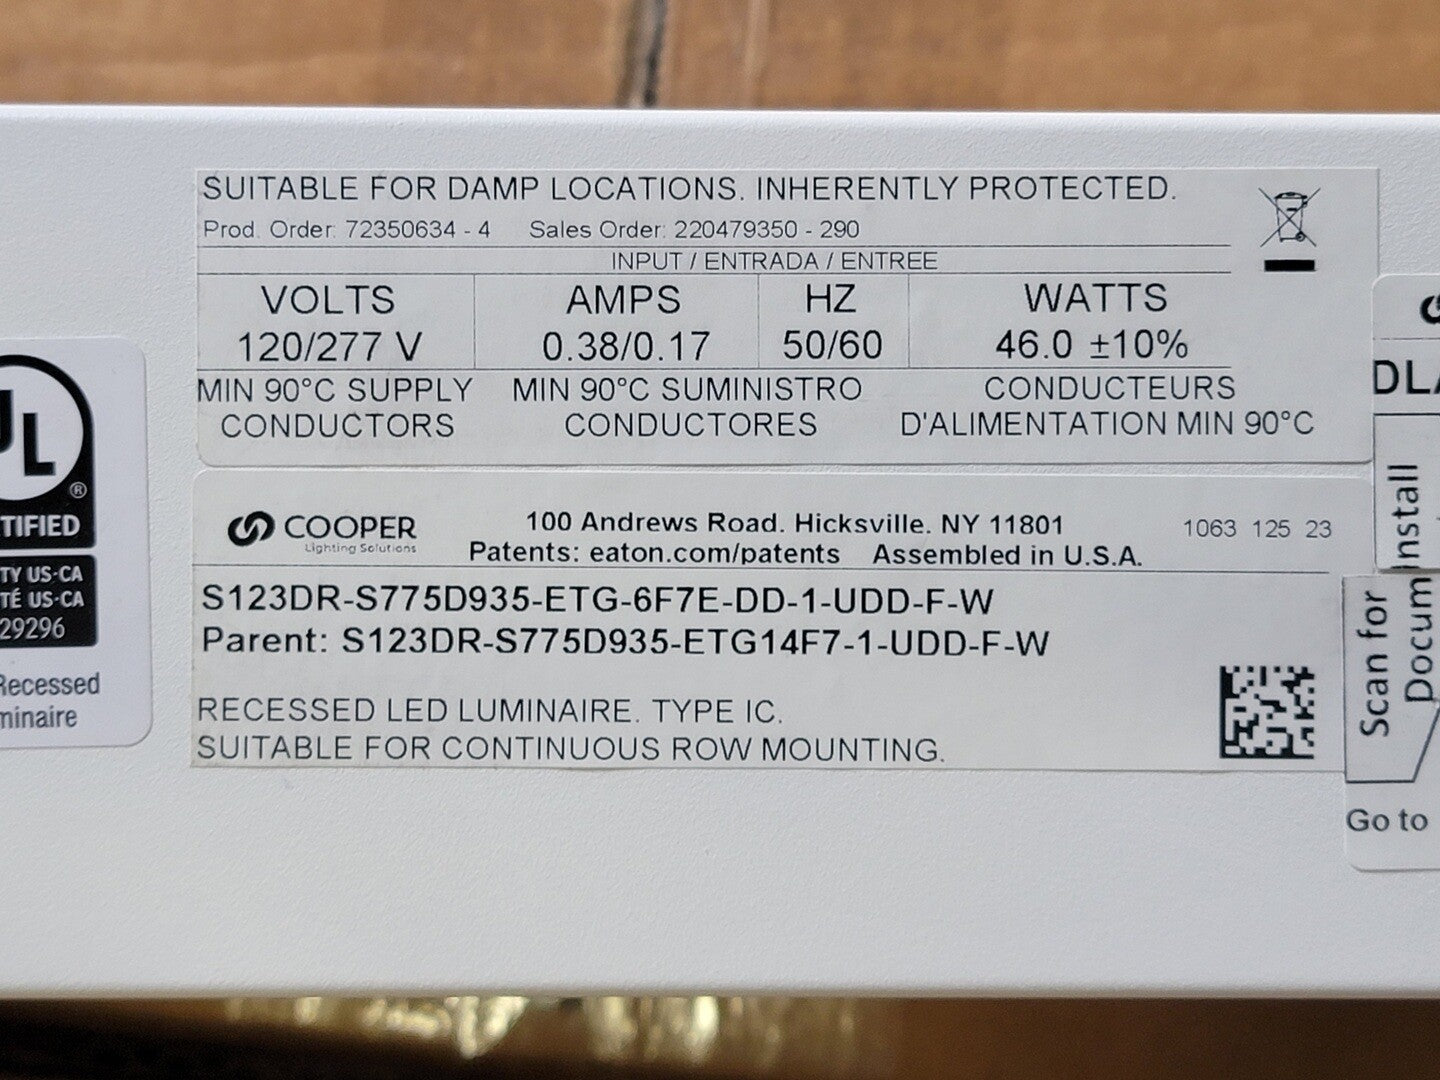 SUITABLE FOR DAMP LOCATIONS. INHERENTLY PROTECTED.
Prod. Order: 72350634 - 4 Sales Order: 220479350 - 290
INPUT / ENTRADA / ENTREE
VOLTS AMPS HZ WATTS
120/277 V 0.38/0.17 50/60 46.0 ±10%
MIN 90°C SUPPLY CONDUCTORS
MIN 90°C SUMINISTRO CONDUCTORES
CONDUCTEURS D'ALIMENTATION MIN 90°C
COOPER
Lighting Solutions
100 Andrews Road. Hicksville. NY 11801
Patents: eaton.com/patents Assembled in U.S.A.
1063 125 23
S123DR-S775D935-ETG-6F7E-DD-1-UDD-F-W
Parent: S123DR-S775D935-ETG14F7-1-UDD-F-W
RECESSED LED LUMINAIRE. TYPE IC.
SUITABLE FOR CONTINUOUS ROW MOUNTING.
UL
®
TIFIED
TY US-CA
TÉ US-CA
29296
Recessed
minaire
DLA
Scan for Install
Docum
Go to